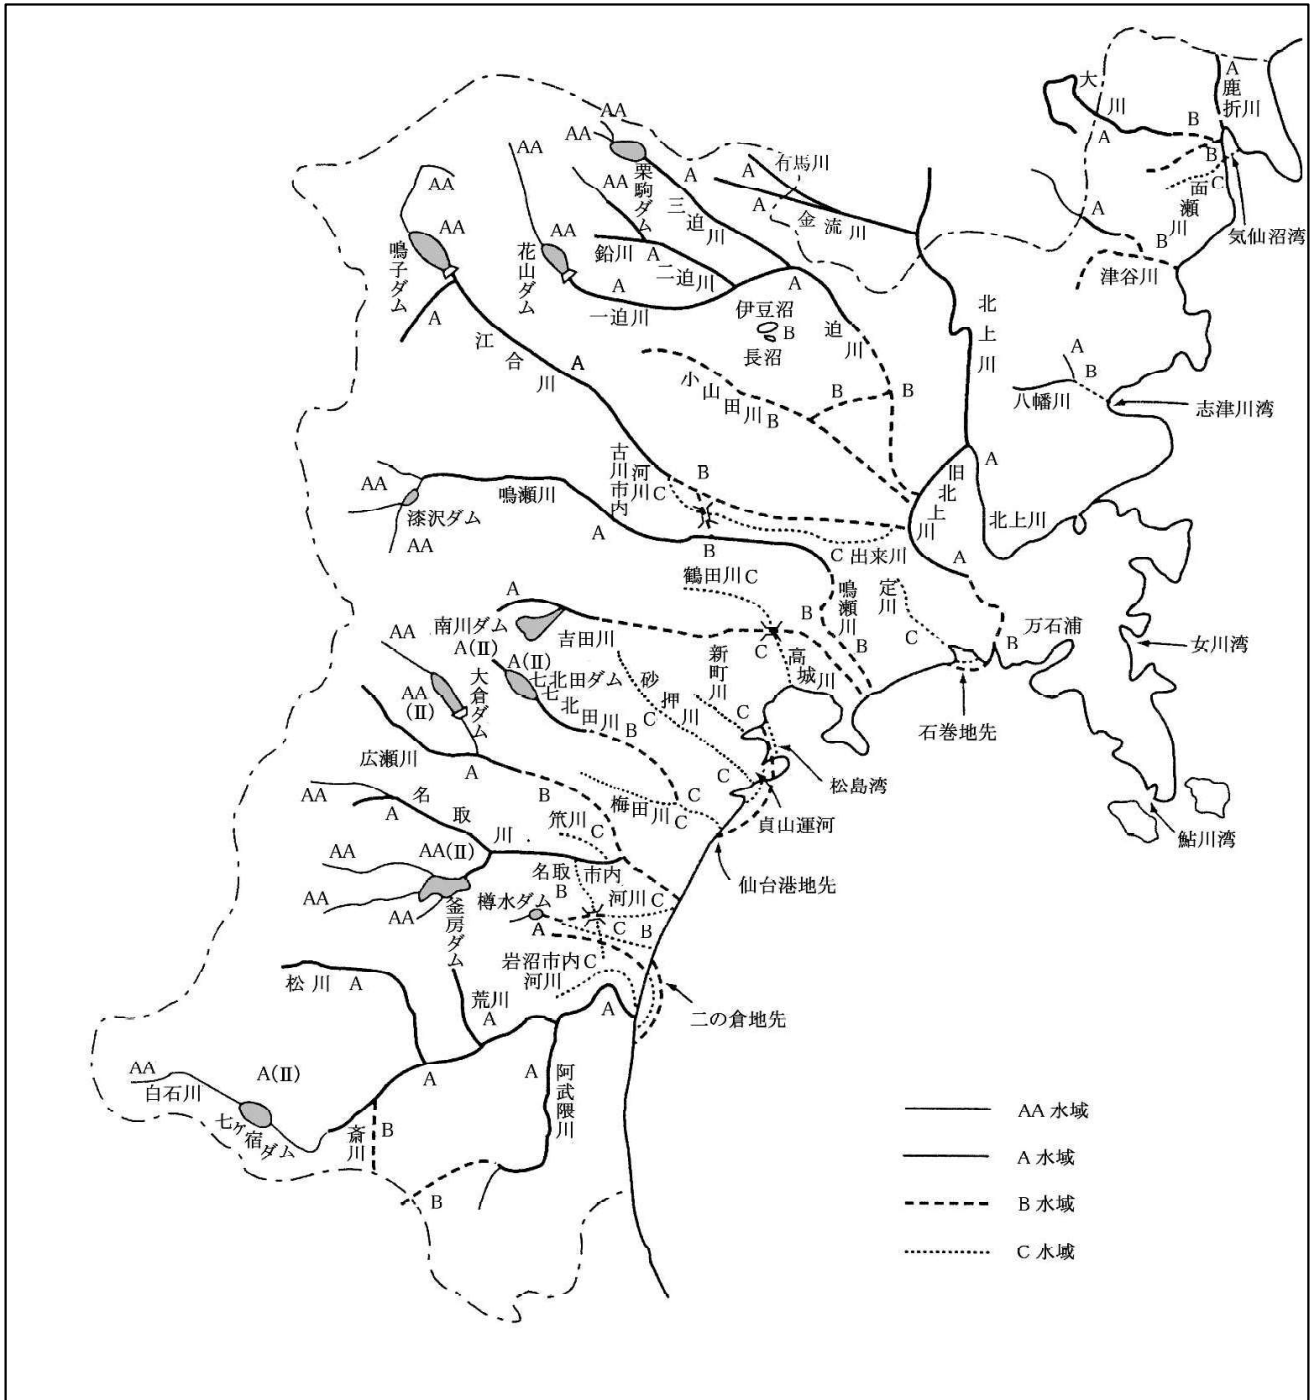 大川
A
鹿折川
A
B
B
面瀬川
C
気仙沼湾
A
B
津谷川
AA
AA
栗駒ダム
A
三迫川
A
有馬川
A
金流川
AA
AA
花山ダム
AA
鉛川
A
二迫川
A
一迫川
AA
AA
鳴子ダム
A
江合川
A
伊豆沼
B
長沼
A
迫川
B
B
小山田川
B
北上川
A
B
八幡川
志津川湾
古川市内河川
C
B
旧北上川
A
北上川
AA
漆沢ダム
AA
鳴瀬川
A
B
C
出来川
A
鶴田川
C
鳴瀬川
B
B
定川
C
B
万石浦
女川湾
石巻地先
A
南川ダム
吉田川
C
高城川
新町川
C
AA
AA
(Ⅱ)
大倉ダム
A(Ⅱ)
A(Ⅱ)
七北田ダム
七北田川
B
砂押川
C
C
松島湾
貞山運河
鮎川湾
広瀬川
A
B
梅田川
C
C
仙台港地先
AA
A
名取川
笊川
C
AA(Ⅱ)
AA
AA
AA
釜房ダム
名取市内河川
B
C
樽水ダム
A
C
B
岩沼市内河川
C
二の倉地先
松川
A
荒川
A
A
AA
白石川
A(Ⅱ)
七ヶ宿ダム
斎川
B
A
A
阿武隈川
B
AA 水域
A 水域
B 水域
C 水域